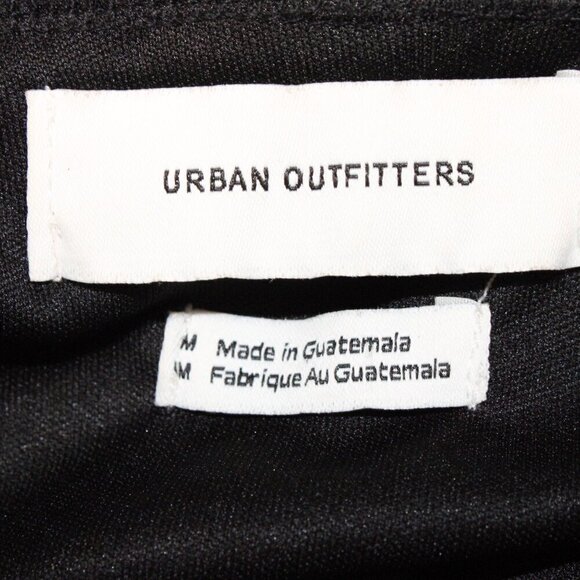 URBAN OUTFITTERS
M Made in Guatemala
M Fabrique Au Guatemala